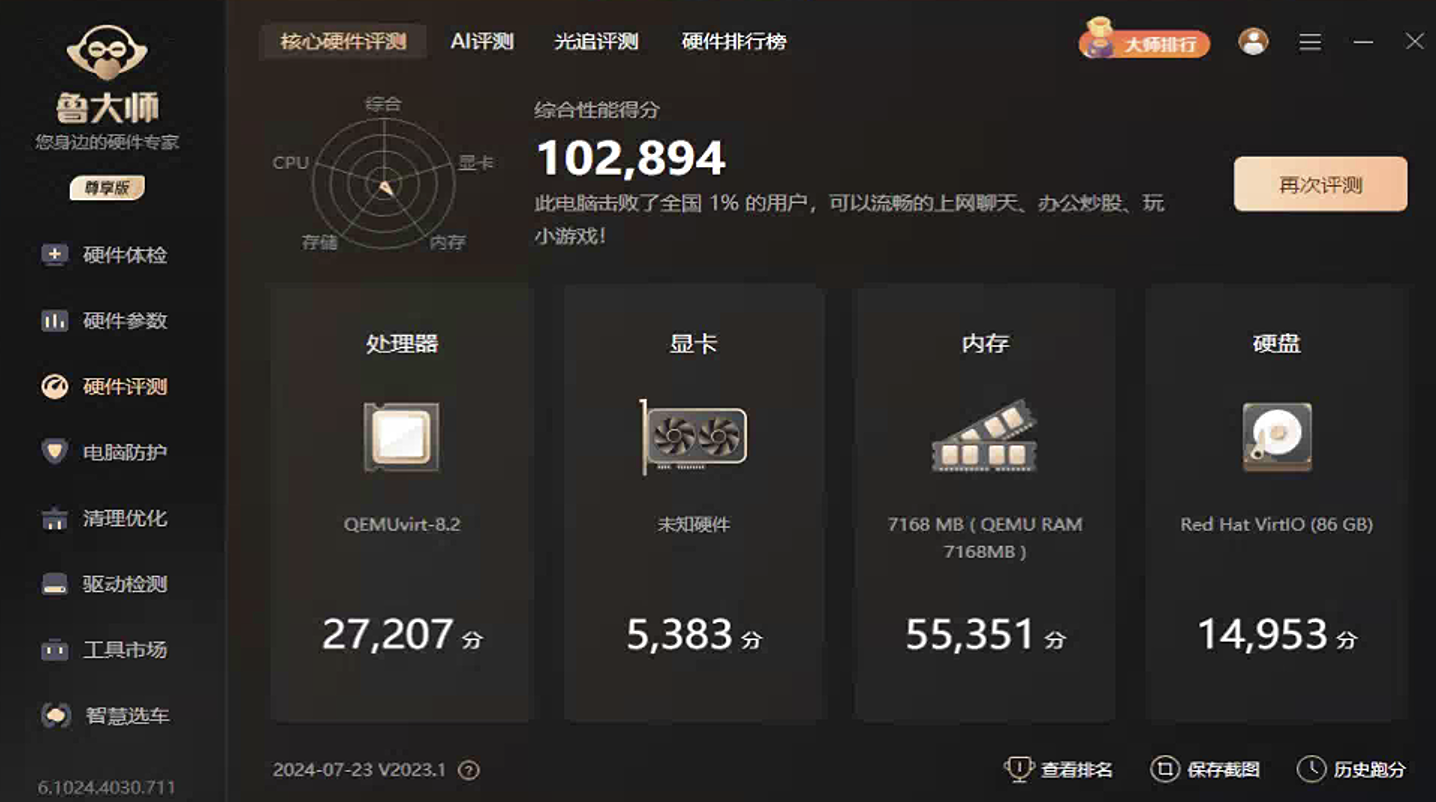 鲁大师
您身边的硬件专家
尊享版
硬件体检
硬件参数
硬件评测
电脑防护
清理优化
驱动检测
工具市场
智慧选车
6.1024.4030.711
核心硬件评测
AI评测
光追评测
硬件排行榜
大师排行
综合
CPU
显卡
存储
内存
综合性能得分
102,894
此电脑击败了全国 1% 的用户，可以流畅的上网聊天、办公炒股、玩
小游戏！
再次评测
处理器
QEMUvirt-8.2
27,207 分
显卡
未知硬件
5,383 分
内存
7168 MB ( QEMU RAM
7168MB )
55,351 分
硬盘
Red Hat VirtIO (86 GB)
14,953 分
2024-07-23 V2023.1 ?
查看排名
保存截图
历史跑分